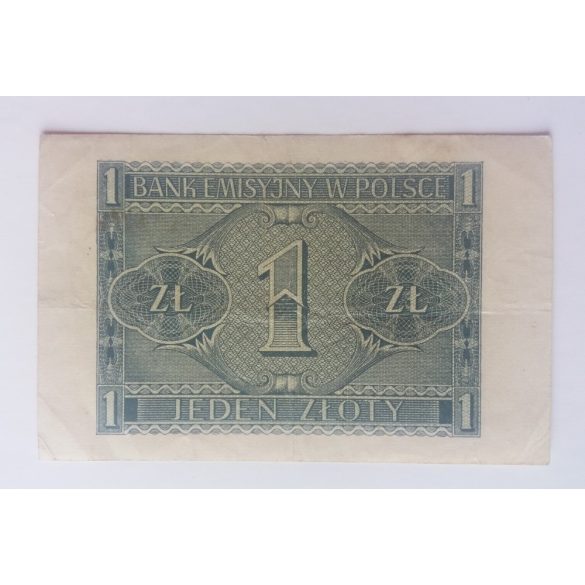 1 BANK EMISYJNY W POLSCE 1
ZŁ 1 ZŁ
1 JEDEN ZŁOTY 1